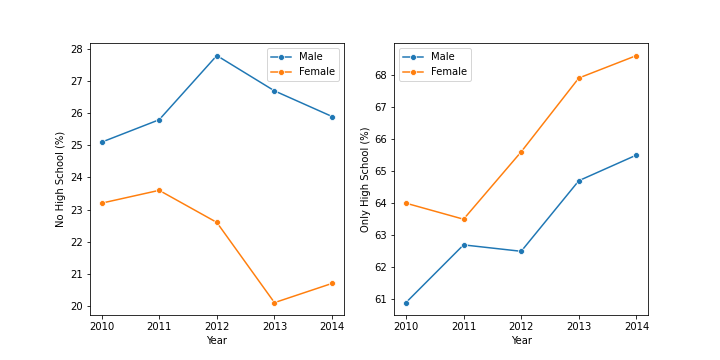 No High School (%)
28
27
26
25
24
23
22
21
20
Male
Female
2010 2011 2012 2013 2014
Year
Only High School (%)
68
67
66
65
64
63
62
61
Male
Female
2010 2011 2012 2013 2014
Year